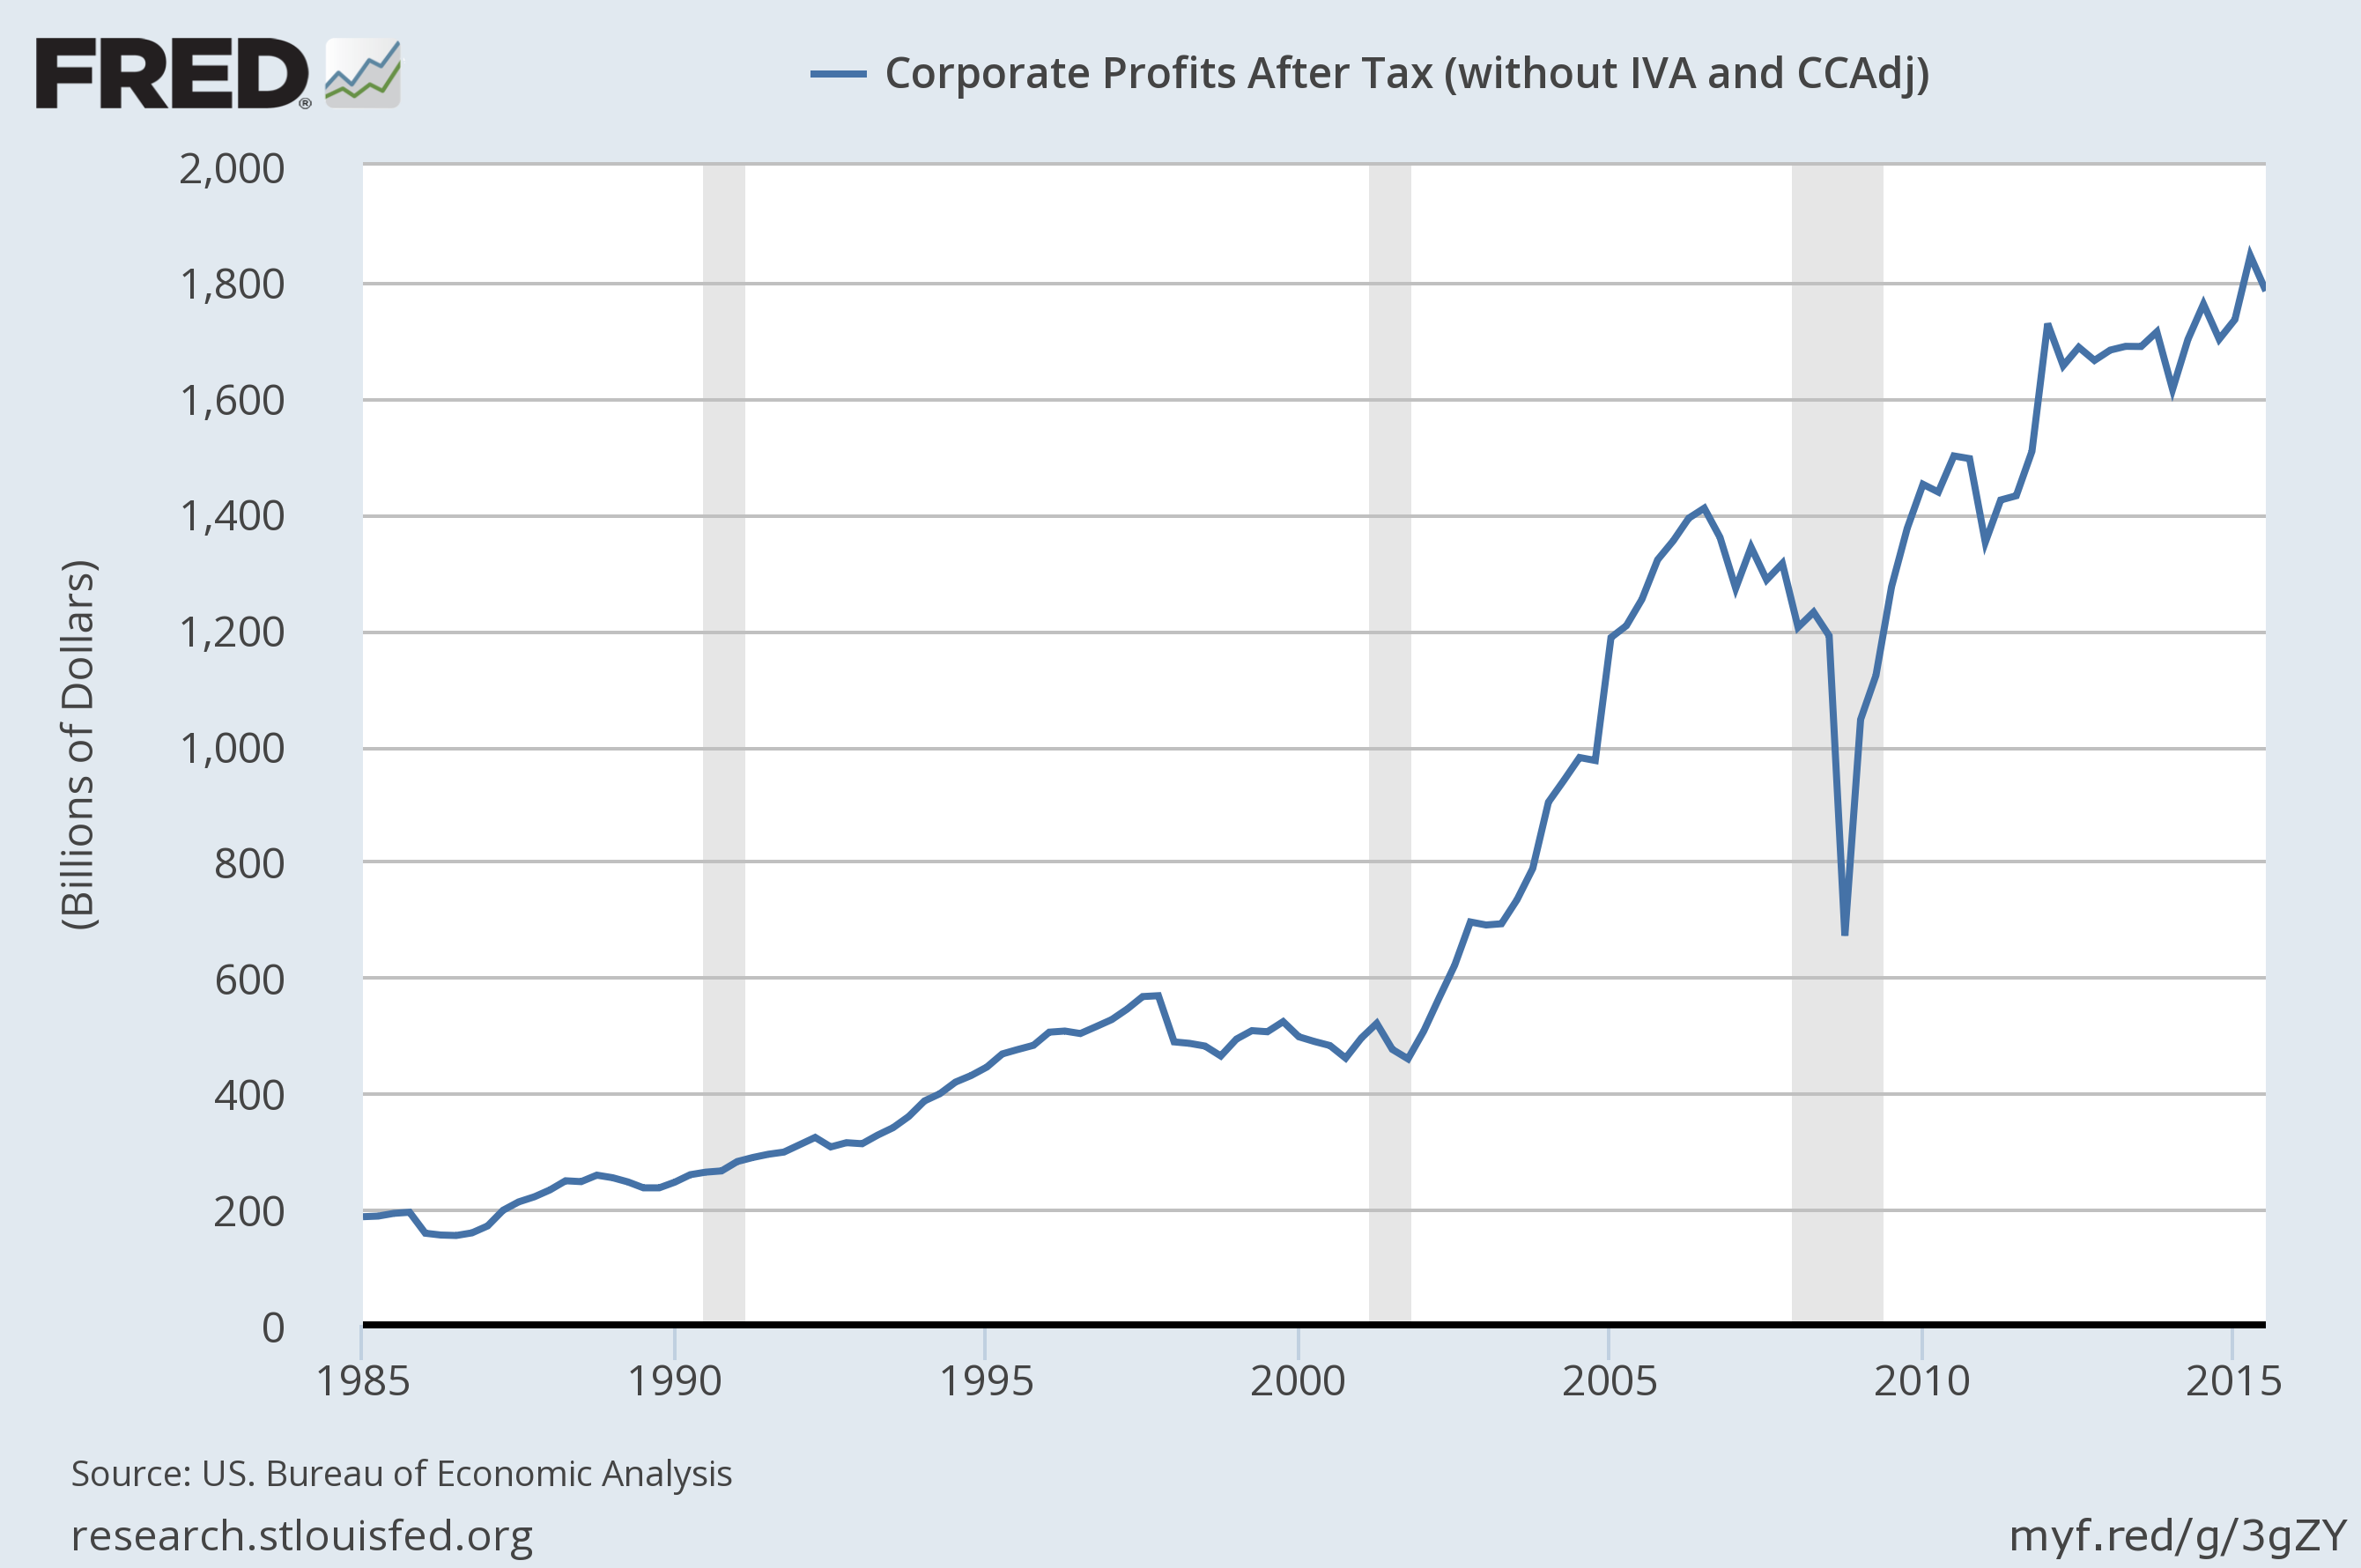 FRED®
Corporate Profits After Tax (without IVA and CCAdj)
2,000
1,800
1,600
1,400
1,200
1,000
800
600
400
200
0
(Billions of Dollars)
1985 1990 1995 2000 2005 2010 2015
Source: US. Bureau of Economic Analysis
research.stlouisfed.org
myf.red/g/3gZY